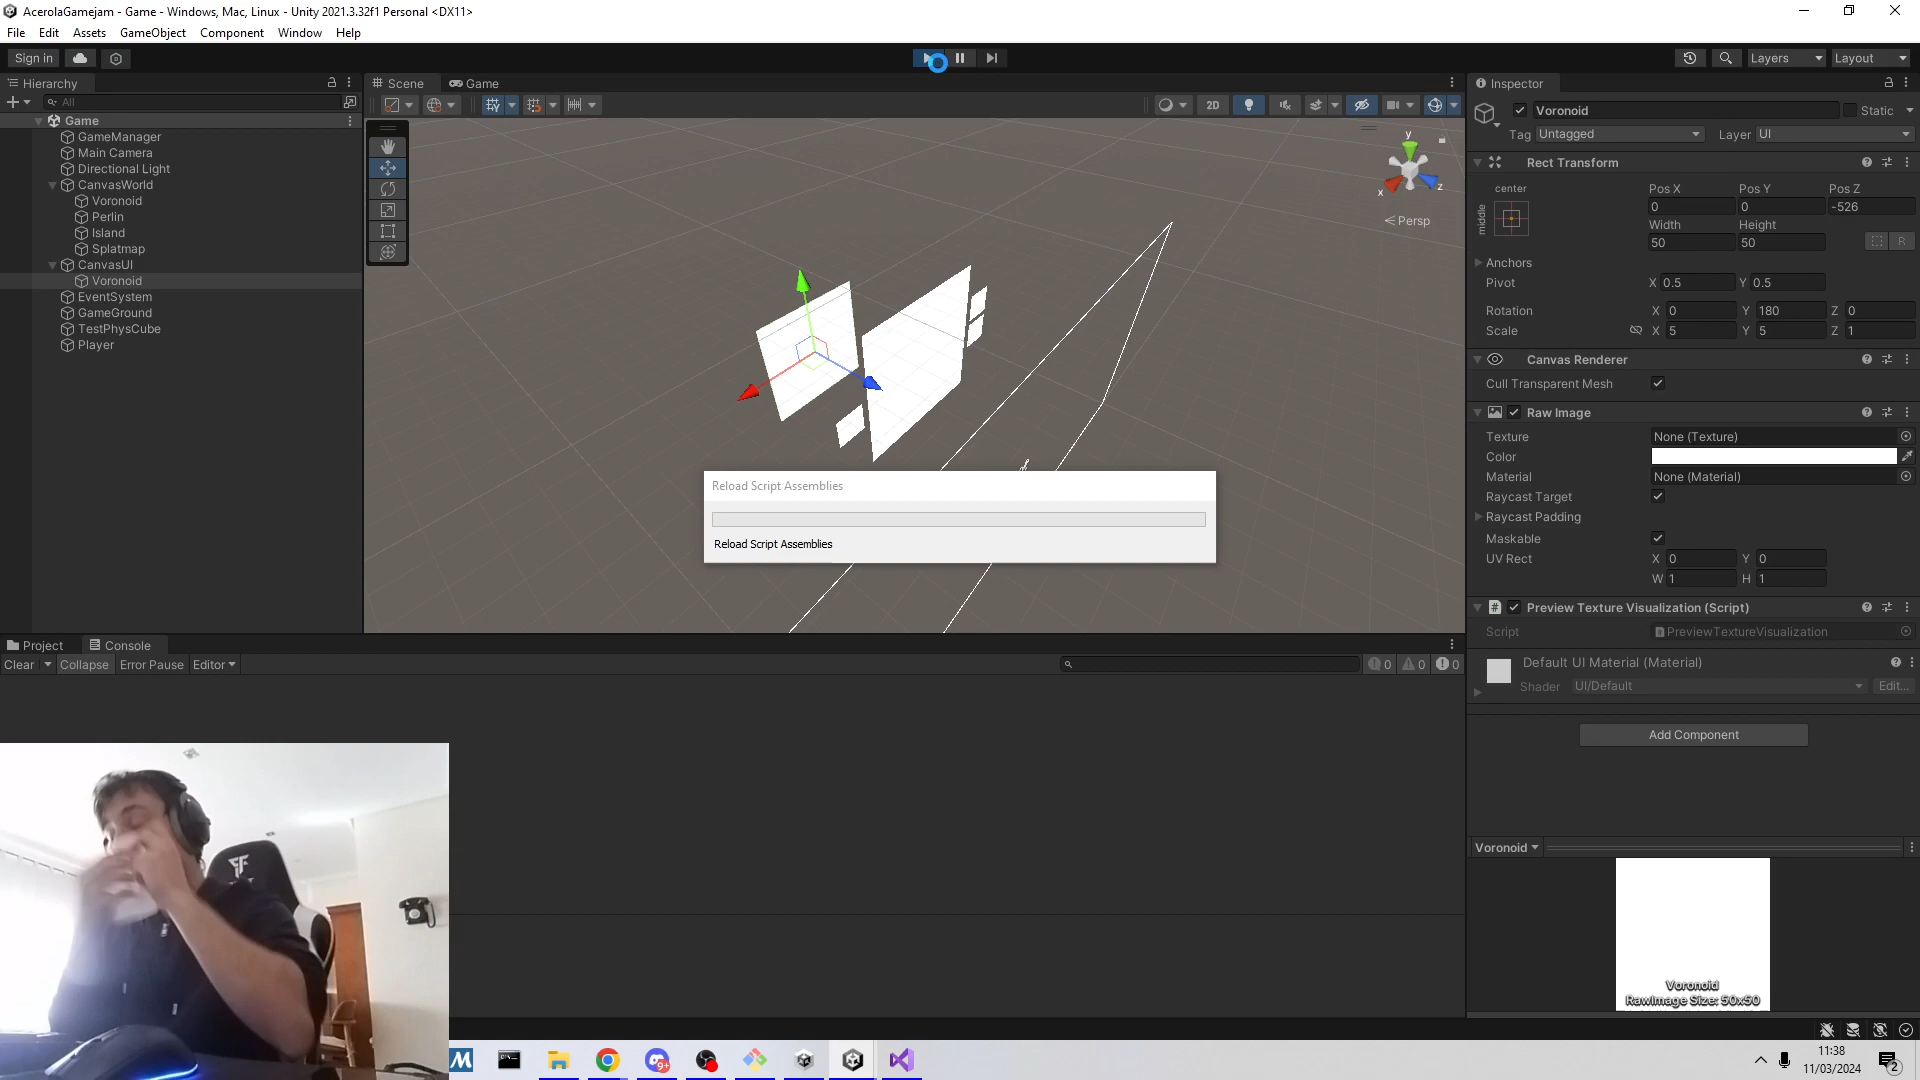 AcerolaGamejam - Game - Windows, Mac, Linux - Unity 2021.3.32f1 Personal <DX11>
File Edit Assets GameObject Component Window Help
Sign in
Layers
Layout
Hierarchy
All
Game
GameManager
Main Camera
Directional Light
CanvasWorld
Voronoid
Perlin
Island
Splatmap
CanvasUI
Voronoid
EventSystem
GameGround
TestPhysCube
Player
Scene Game
2D
y
x
z
Persp
Reload Script Assemblies
Reload Script Assemblies
Project Console
Clear Collapse Error Pause Editor
0 0 0
Inspector
Voronoid Static
Tag Untagged Layer UI
Rect Transform
center Pos X Pos Y Pos Z
middle 0 0 -526
Width Height
50 50 R
Anchors
Pivot X 0.5 Y 0.5
Rotation X 0 Y 180 Z 0
Scale X 5 Y 5 Z 1
Canvas Renderer
Cull Transparent Mesh
Raw Image
Texture None (Texture)
Color
Material None (Material)
Raycast Target
Raycast Padding
Maskable
UV Rect X 0 Y 0
W 1 H 1
Preview Texture Visualization (Script)
Script PreviewTextureVisualization
Default UI Material (Material)
Shader UI/Default Edit...
Add Component
Voronoid
Voronoid
RawImage Size: 50x50
M
9+
11:38
11/03/2024
2